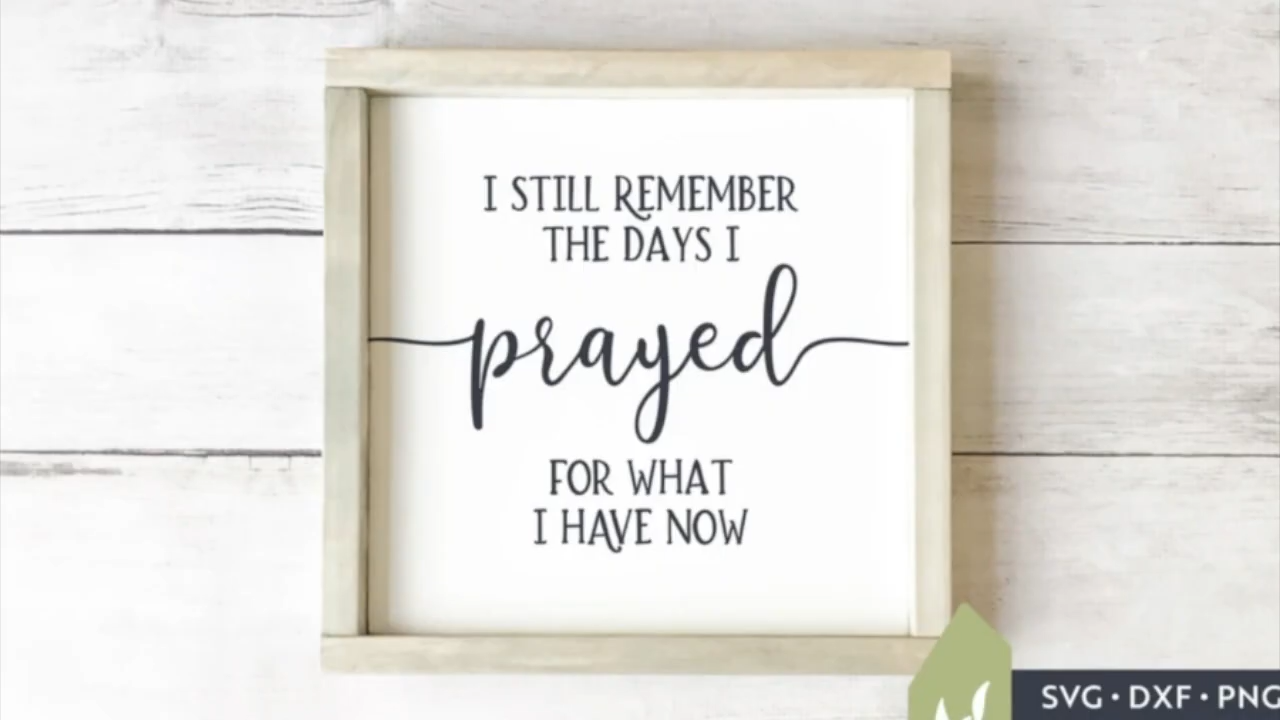 I STILL REMEMBER
THE DAYS I
prayed
FOR WHAT
I HAVE NOW
SVG • DXF • PNG